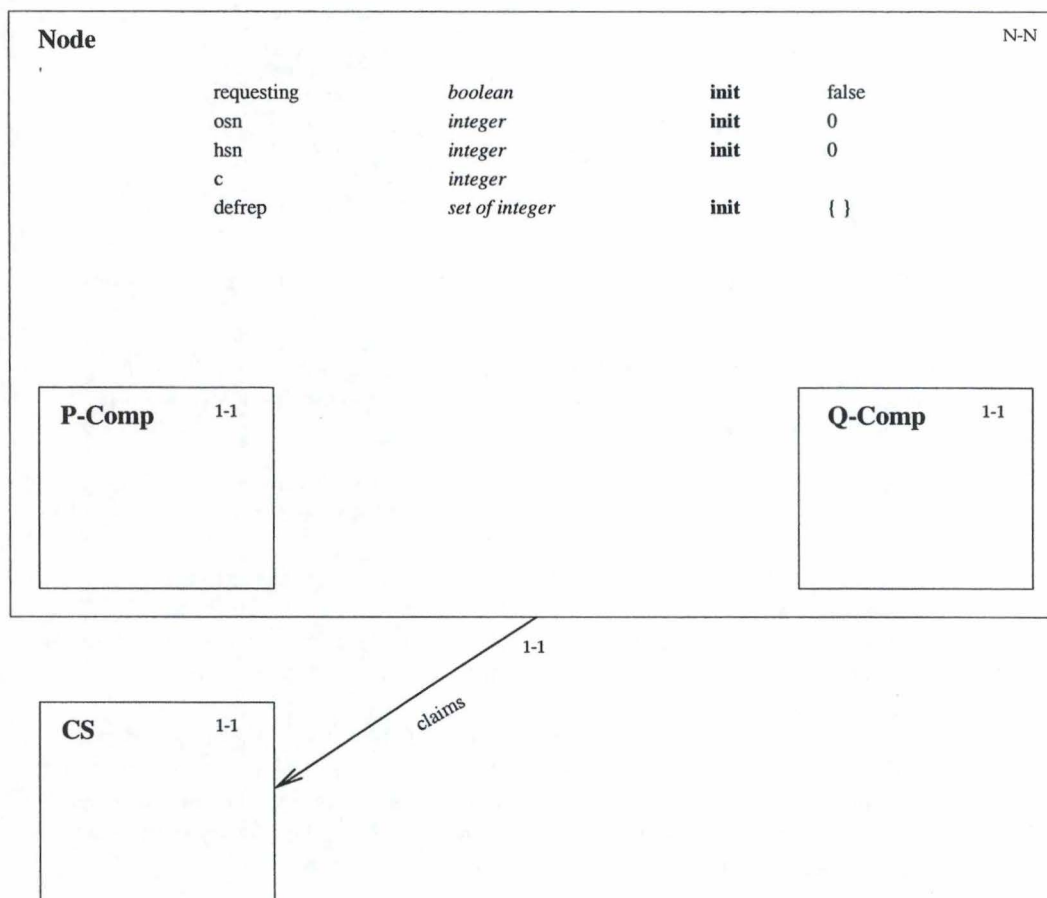 Node N-N
requesting boolean init false
osn integer init 0
hsn integer init 0
c integer
defrep set of integer init { }
P-Comp 1-1 Q-Comp 1-1
1-1
claims
CS 1-1